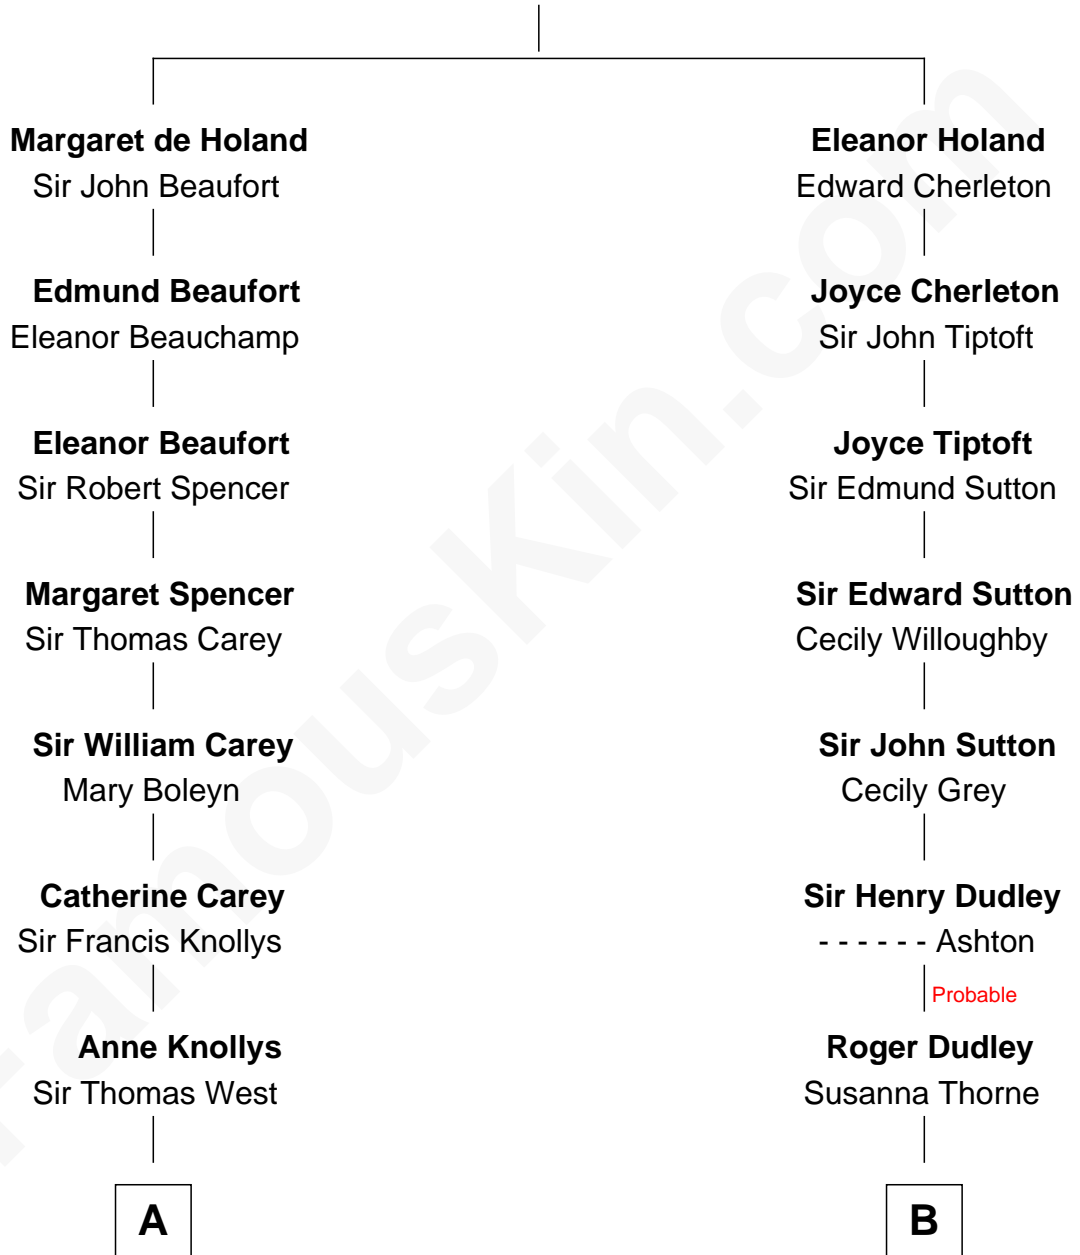 Margaret de Holand
Sir John Beaufort
Eleanor Holand
Edward Cherleton
Edmund Beaufort
Eleanor Beauchamp
Joyce Cherleton
Sir John Tiptoft
Eleanor Beaufort
Sir Robert Spencer
Joyce Tiptoft
Sir Edmund Sutton
Margaret Spencer
Sir Thomas Carey
Sir Edward Sutton
Cecily Willoughby
Sir William Carey
Mary Boleyn
Sir John Sutton
Cecily Grey
Catherine Carey
Sir Francis Knollys
Sir Henry Dudley
- - - - - - Ashton
Probable
Anne Knollys
Sir Thomas West
Roger Dudley
Susanna Thorne
A
B
FamousKin.com